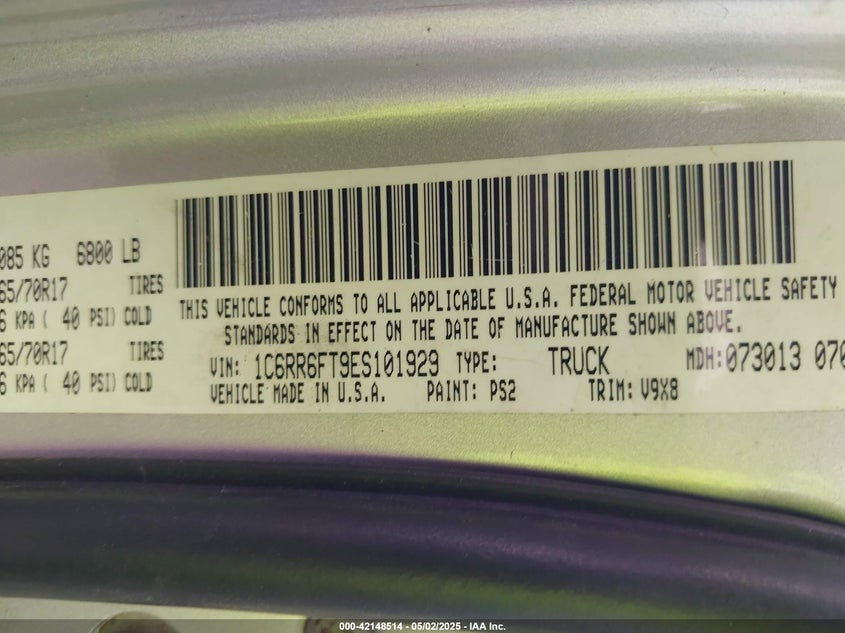 085 KG 6800 LB
65/70R17 TIRES
6 KPA ( 40 PSI) COLD
65/70R17 TIRES
6 KPA ( 40 PSI) COLD
THIS VEHICLE CONFORMS TO ALL APPLICABLE U.S.A. FEDERAL MOTOR VEHICLE SAFETY
STANDARDS IN EFFECT ON THE DATE OF MANUFACTURE SHOWN ABOVE.
VIN: 1C6RR6FT9ES101929 TYPE: TRUCK MDH:073013 070
VEHICLE MADE IN U.S.A. PAINT: PS2 TRIM: V9X8
000-42148514 - 05/02/2025 - IAA Inc.